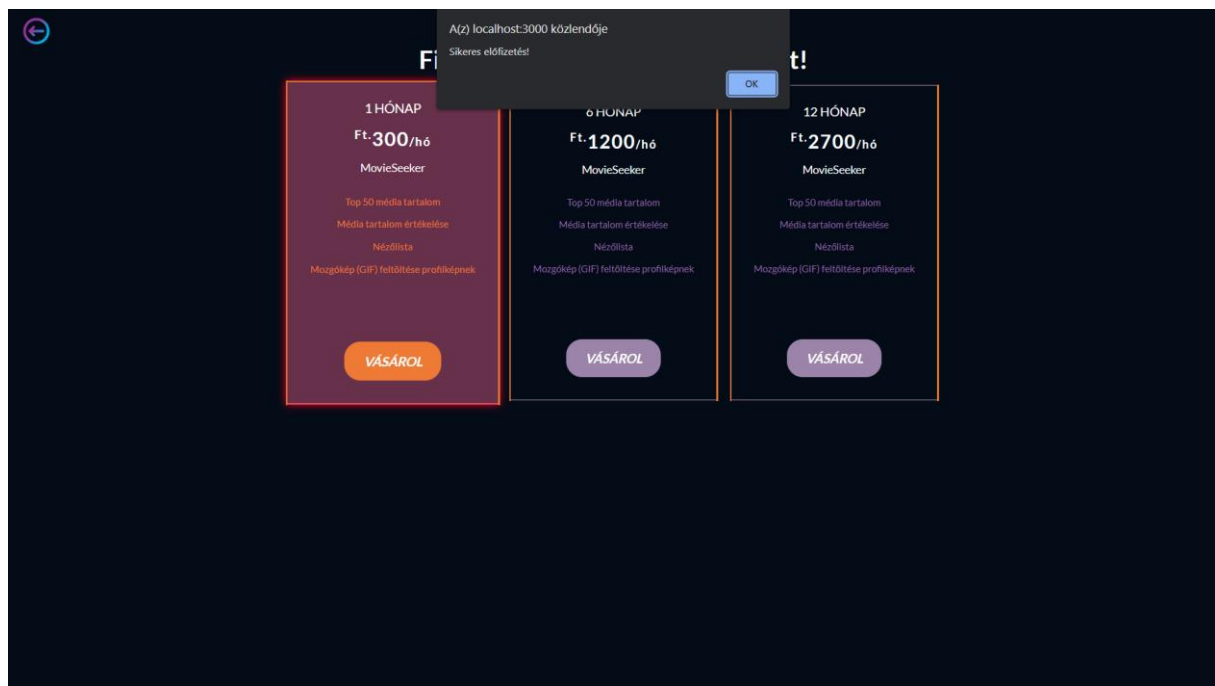 A(z) localhost:3000 közlendője
Sikeres előfizetés!
OK
Fi
t!
1 HÓNAP
Ft.300/hó
MovieSeeker
Top 50 média tartalom
Média tartalom értékelése
Nézőlista
Mozgókép (GIF) feltöltése profilképnek
VÁSÁROL
6 HÓNAP
Ft.1200/hó
MovieSeeker
Top 50 média tartalom
Média tartalom értékelése
Nézőlista
Mozgókép (GIF) feltöltése profilképnek
VÁSÁROL
12 HÓNAP
Ft.2700/hó
MovieSeeker
Top 50 média tartalom
Média tartalom értékelése
Nézőlista
Mozgókép (GIF) feltöltése profilképnek
VÁSÁROL